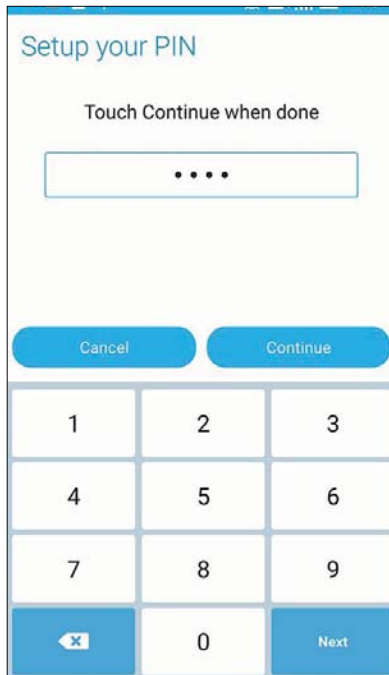 Setup your PIN
Touch Continue when done
••••
Cancel Continue
1 2 3
4 5 6
7 8 9
0 Next